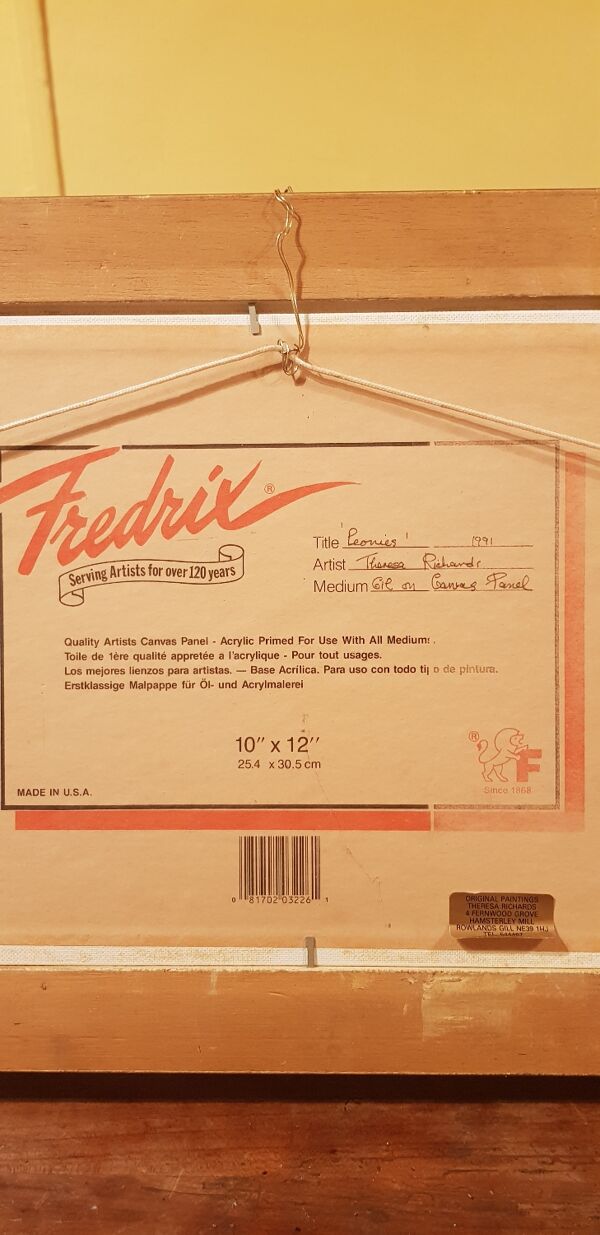 Fredrix®
Serving Artists for over 120 years
Title 'Peonies' 1991
Artist Theresa Richards
Medium Oil on Canvas Panel
Quality Artists Canvas Panel - Acrylic Primed For Use With All Mediums.
Toile de 1ère qualité appretée a l'acrylique - Pour tout usages.
Los mejores lienzos para artistas. — Base Acrílica. Para uso con todo tipo de pintura.
Erstklassige Malpappe für Öl- und Acrylmalerei
10" x 12"
25.4 x 30.5 cm
® F
Since 1868
MADE IN U.S.A.
0 81702 03226 1
ORIGINAL PAINTINGS
THERESA RICHARDS
4 FERNWOOD GROVE
HAMSTERLEY MILL
ROWLANDS GILL NE39 1HJ
TEL.